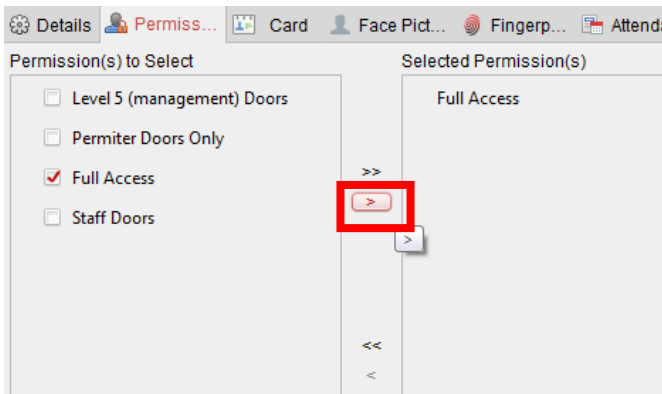 Details Permiss... Card Face Pict... Fingerp... Attenda
Permission(s) to Select Selected Permission(s)
Level 5 (management) Doors Full Access
Permiter Doors Only
Full Access >>
>
Staff Doors
>
<<
<